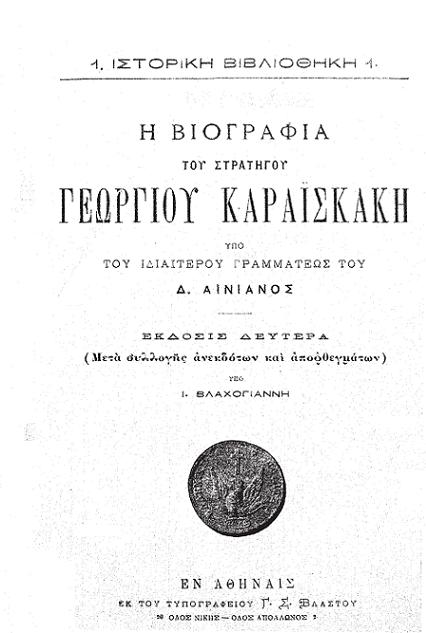 1. ΙΣΤΟΡΙΚΗ ΒΙΒΛΙΟΘΗΚΗ 1.
Η ΒΙΟΓΡΑΦΙΑ
ΤΟΥ ΣΤΡΑΤΗΓΟΥ
ΓΕΩΡΓΙΟΥ ΚΑΡΑΪΣΚΑΚΗ
ΥΠΟ
ΤΟΥ ΙΔΙΑΙΤΕΡΟΥ ΓΡΑΜΜΑΤΕΩΣ ΤΟΥ
Δ. ΑΙΝΙΑΝΟΣ
ΕΚΔΟΣΙΣ ΔΕΥΤΕΡΑ
(Μετὰ συλλογῆς ἀνεκδότων καὶ ἀποφθεγμάτων)
ΥΠΟ
Ι. ΒΛΑΧΟΓΙΑΝΝΗ
ΕΝ ΑΘΗΝΑΙΣ
ΕΚ ΤΟΥ ΤΥΠΟΓΡΑΦΕΙΟΥ Γ. Σ. ΒΛΑΣΤΟΥ
ΟΔΟΣ ΝΙΚΗΣ — ΟΔΟΣ ΑΠΟΛΛΩΝΟΣ